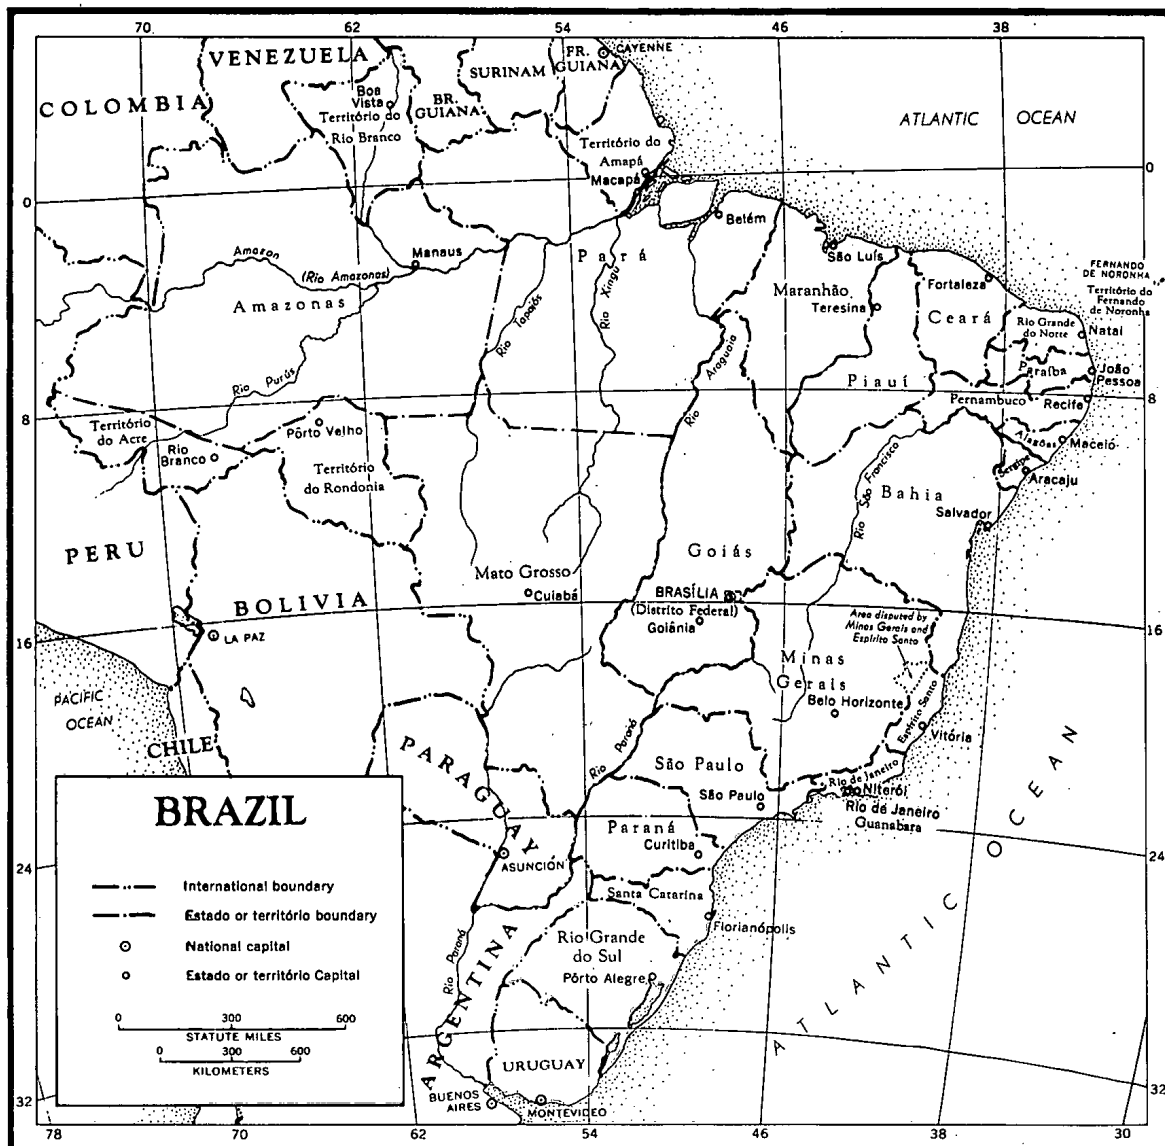 70
62
54
46
38
VENEZUELA
SURINAM
FR.
GUIANA
CAYENNE
COLOMBIA
Boa
Vista
Território do
Rio Branco
BR.
GUIANA
ATLANTIC OCEAN
Território do
Amapá
Macapá
0
0
Belém
Amazon
(Rio Amazonas)
Manaus
Pará
São Luís
FERNANDO
DE NORONHA
Território do
Fernando
de Noronha
Amazonas
Rio Tapajós
Rio Xingu
Maranhão
Teresina
Fortaleza
Ceará
Rio Grande
do Norte
Natal
Rio Purús
Rio Araguaia
Piauí
Paraíba
João
Pessoa
Pernambuco
Recife
8
8
Território
do Acre
Rio
Branco
Pôrto Velho
Território
do Rondonia
Alagôas
Maceió
Sergipe
Aracaju
Rio São Francisco
Bahia
Salvador
PERU
BOLIVIA
Mato Grosso
Cuiabá
Goiás
BRASÍLIA
(Distrito Federal)
Goiânia
Area disputed by
Minas Gerais and
Espírito Santo
LA PAZ
16
16
Minas
Gerais
Belo Horizonte
PACIFIC
OCEAN
CHILE
PARAGUAY
Rio Paraná
Espírito Santo
Vitória
São Paulo
São Paulo
Rio de Janeiro
Niterói
Rio de Janeiro
Guanabara
Paraná
Curitiba
ASUNCIÓN
24
24
Santa Catarina
Florianópolis
ATLANTIC OCEAN
Rio Paraná
ARGENTINA
Rio Grande
do Sul
Pôrto Alegre
URUGUAY
BUENOS
AIRES
MONTEVIDEO
32
32
BRAZIL
International boundary
Estado or território boundary
National capital
Estado or território Capital
0 300 600
STATUTE MILES
0 300 600
KILOMETERS
78
70
62
54
46
38
30